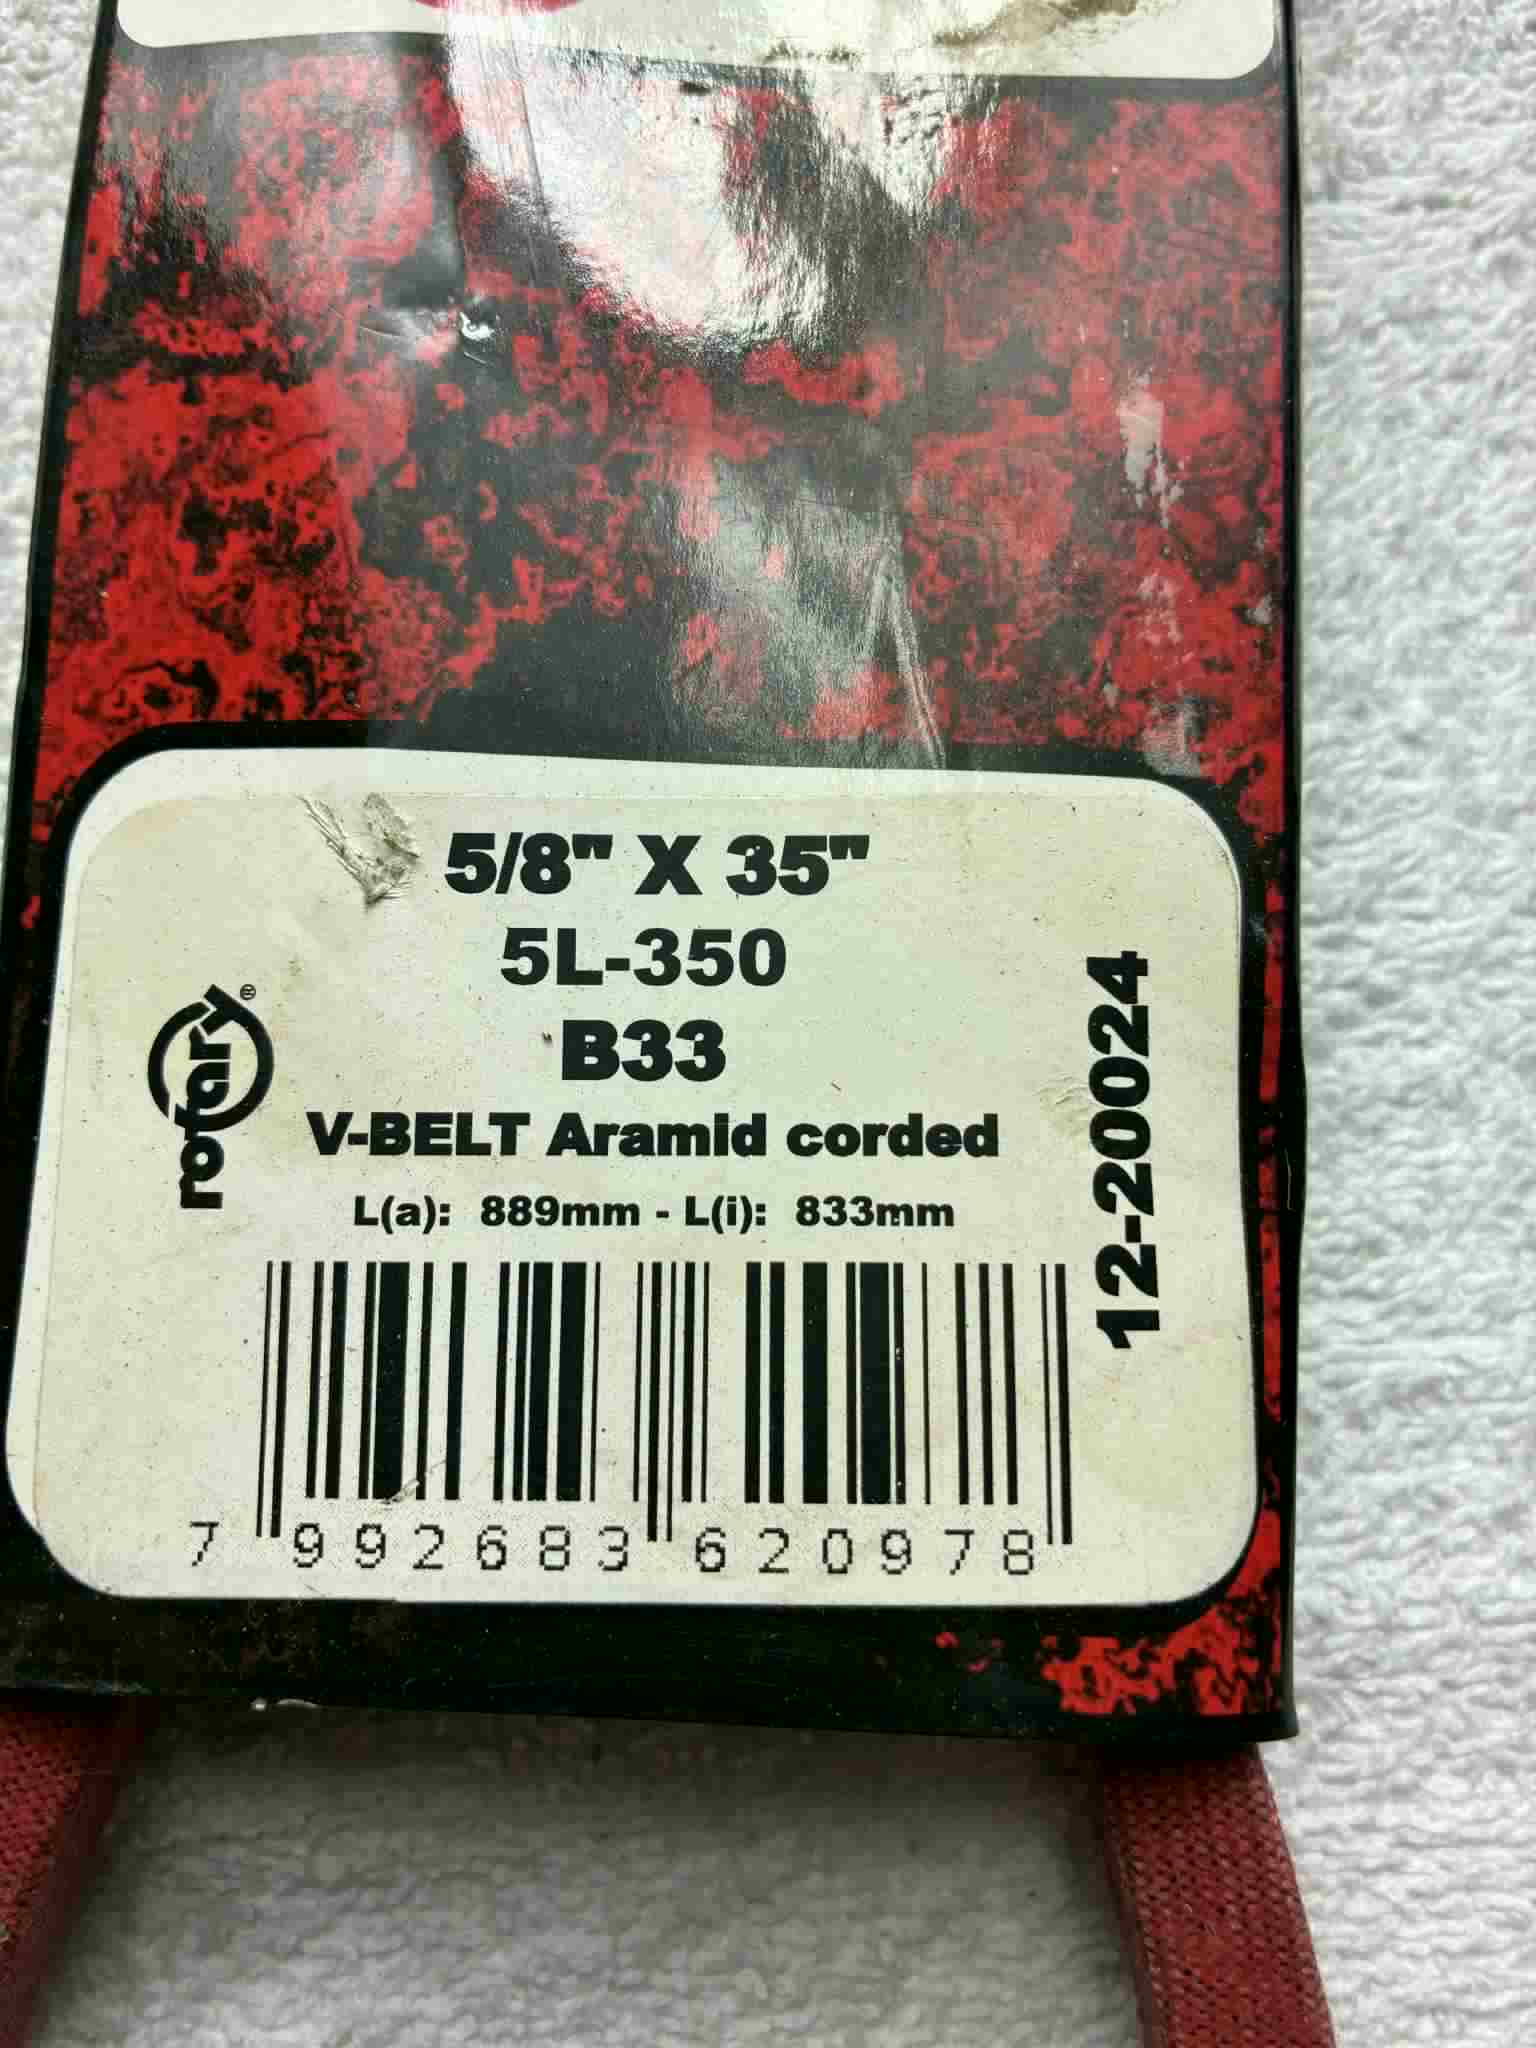 5/8" X 35"
5L-350
B33
V-BELT Aramid corded
L(a): 889mm - L(i): 833mm
rotary®
12-20024
7 992683 620978